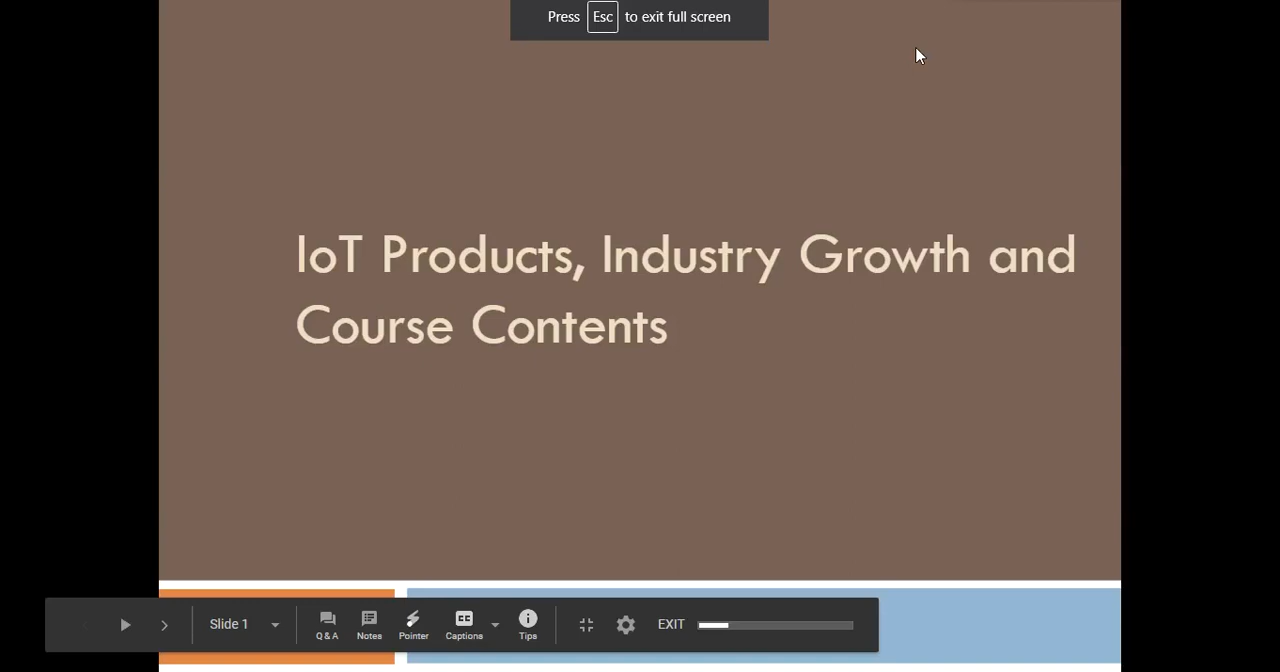 Press Esc to exit full screen
IoT Products, Industry Growth and
Course Contents
Slide 1
Q & A
Notes
Pointer
Captions
Tips
EXIT